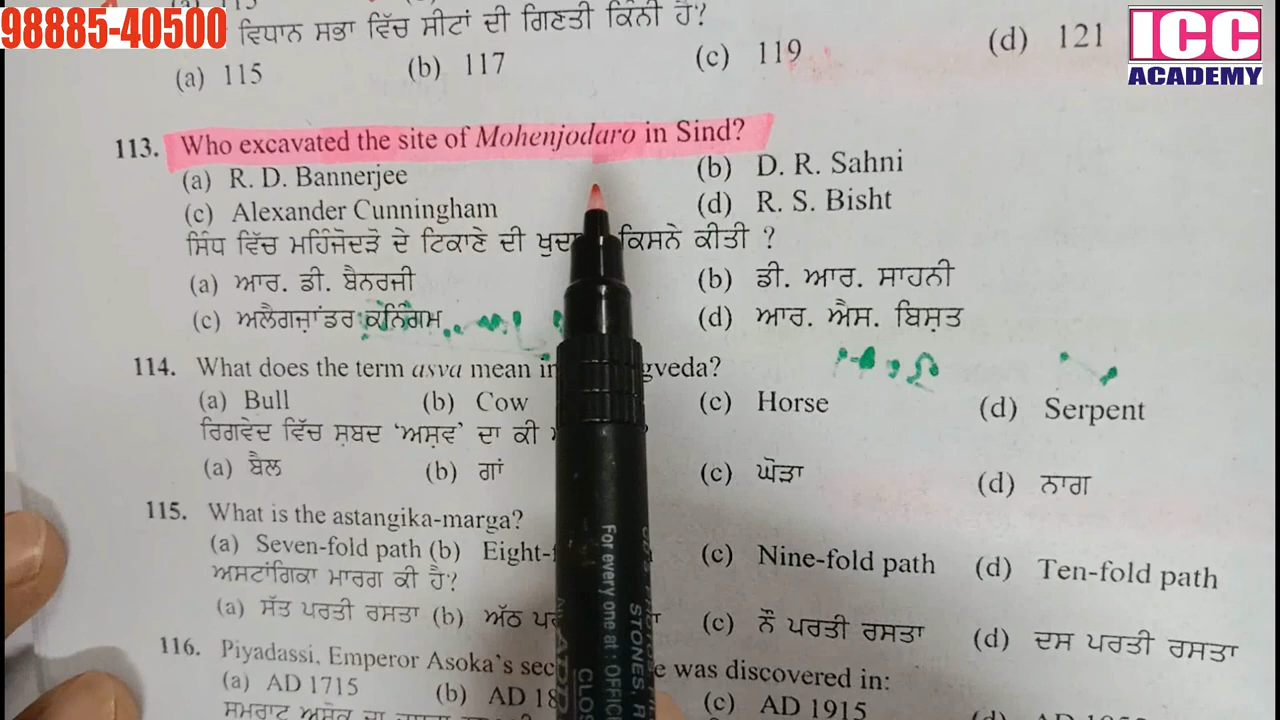 98885-40500
ICC
ACADEMY
ਵਿਧਾਨ ਸਭਾ ਵਿੱਚ ਸੀਟਾਂ ਦੀ ਗਿਣਤੀ ਕਿੰਨੀ ਹੈ?
(a) 115 (b) 117 (c) 119 (d) 121
113. Who excavated the site of Mohenjodaro in Sind?
(a) R. D. Bannerjee (b) D. R. Sahni
(c) Alexander Cunningham (d) R. S. Bisht
ਸਿੰਧ ਵਿੱਚ ਮਹਿੰਜੋਦੜੋ ਦੇ ਟਿਕਾਣੇ ਦੀ ਕਿਸਨੇ ਕੀਤੀ ?
(a) ਆਰ. ਡੀ. ਬੈਨਰਜੀ (b) ਡੀ. ਆਰ. ਸਾਹਨੀ
(c) ਅਲੈਗਜ਼ਾਂਡਰ ਕਨਿੰਗਮ (d) ਆਰ. ਐਸ. ਬਿਸ਼ਤ
114. What does the term asva mean in gveda?
(a) Bull (b) Cow (c) Horse (d) Serpent
ਰਿਗਵੇਦ ਵਿੱਚ ਸ਼ਬਦ ‘ਅਸ਼ਵ’ ਦਾ ਕੀ
(a) ਬੈਲ (b) ਗਾਂ (c) ਘੋੜਾ (d) ਨਾਗ
115. What is the astangika-marga?
(a) Seven-fold path (b) Eight- (c) Nine-fold path (d) Ten-fold path
ਅਸਟਾਂਗਿਕਾ ਮਾਰਗ ਕੀ ਹੈ?
(a) ਸੱਤ ਪਰਤੀ ਰਸਤਾ (b) ਅੱਠ (c) ਨੌ ਪਰਤੀ ਰਸਤਾ (d) ਦਸ ਪਰਤੀ ਰਸਤਾ
116. Piyadassi, Emperor Asoka’s sec was discovered in:
(a) AD 1715 (b) AD 18 (c) AD 1915
For every one at : OFFIC
STONES,
CLOS